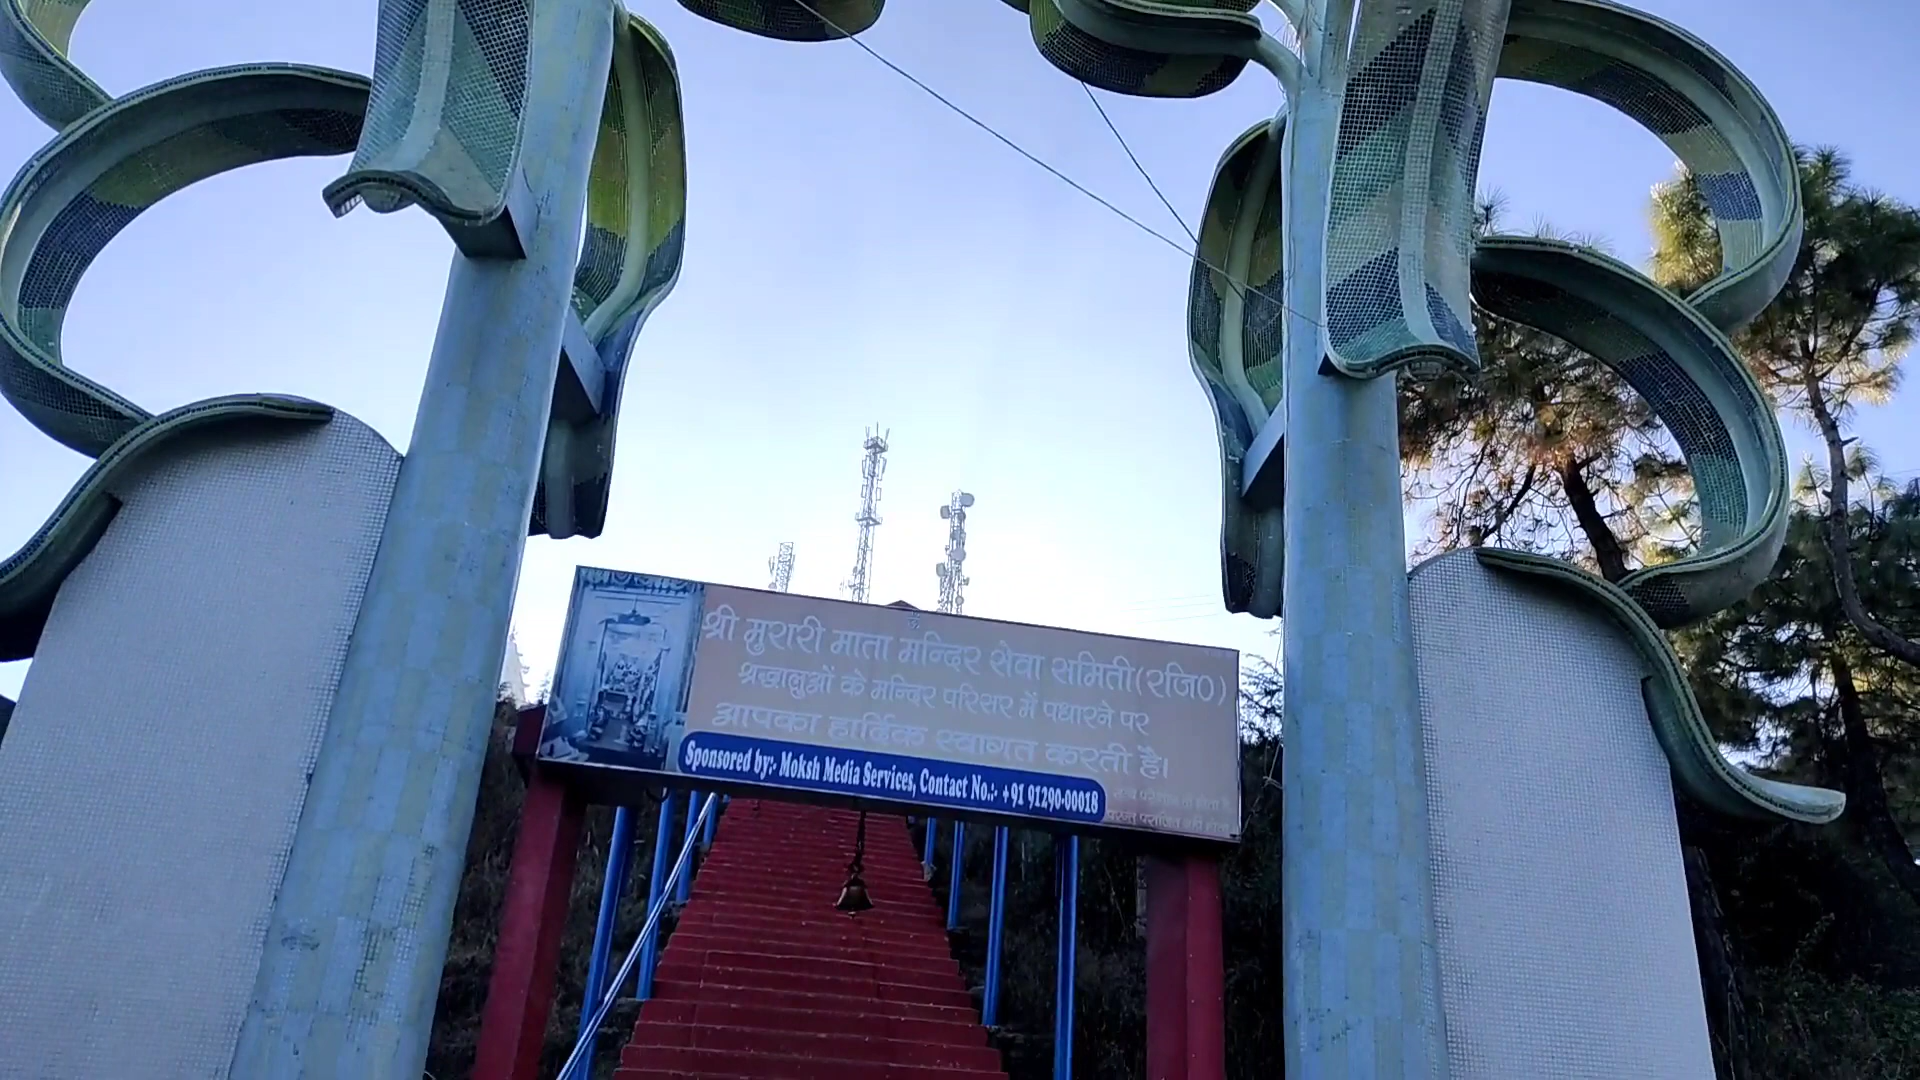 ॐ
श्री मुरारी माता मन्दिर सेवा समिती(रजि0)
श्रद्धालुओं के मन्दिर परिसर में पधारने पर
आपका हार्दिक स्वागत करती है।
Sponsored by:- Moksh Media Services, Contact No.:- +91 91290-00018